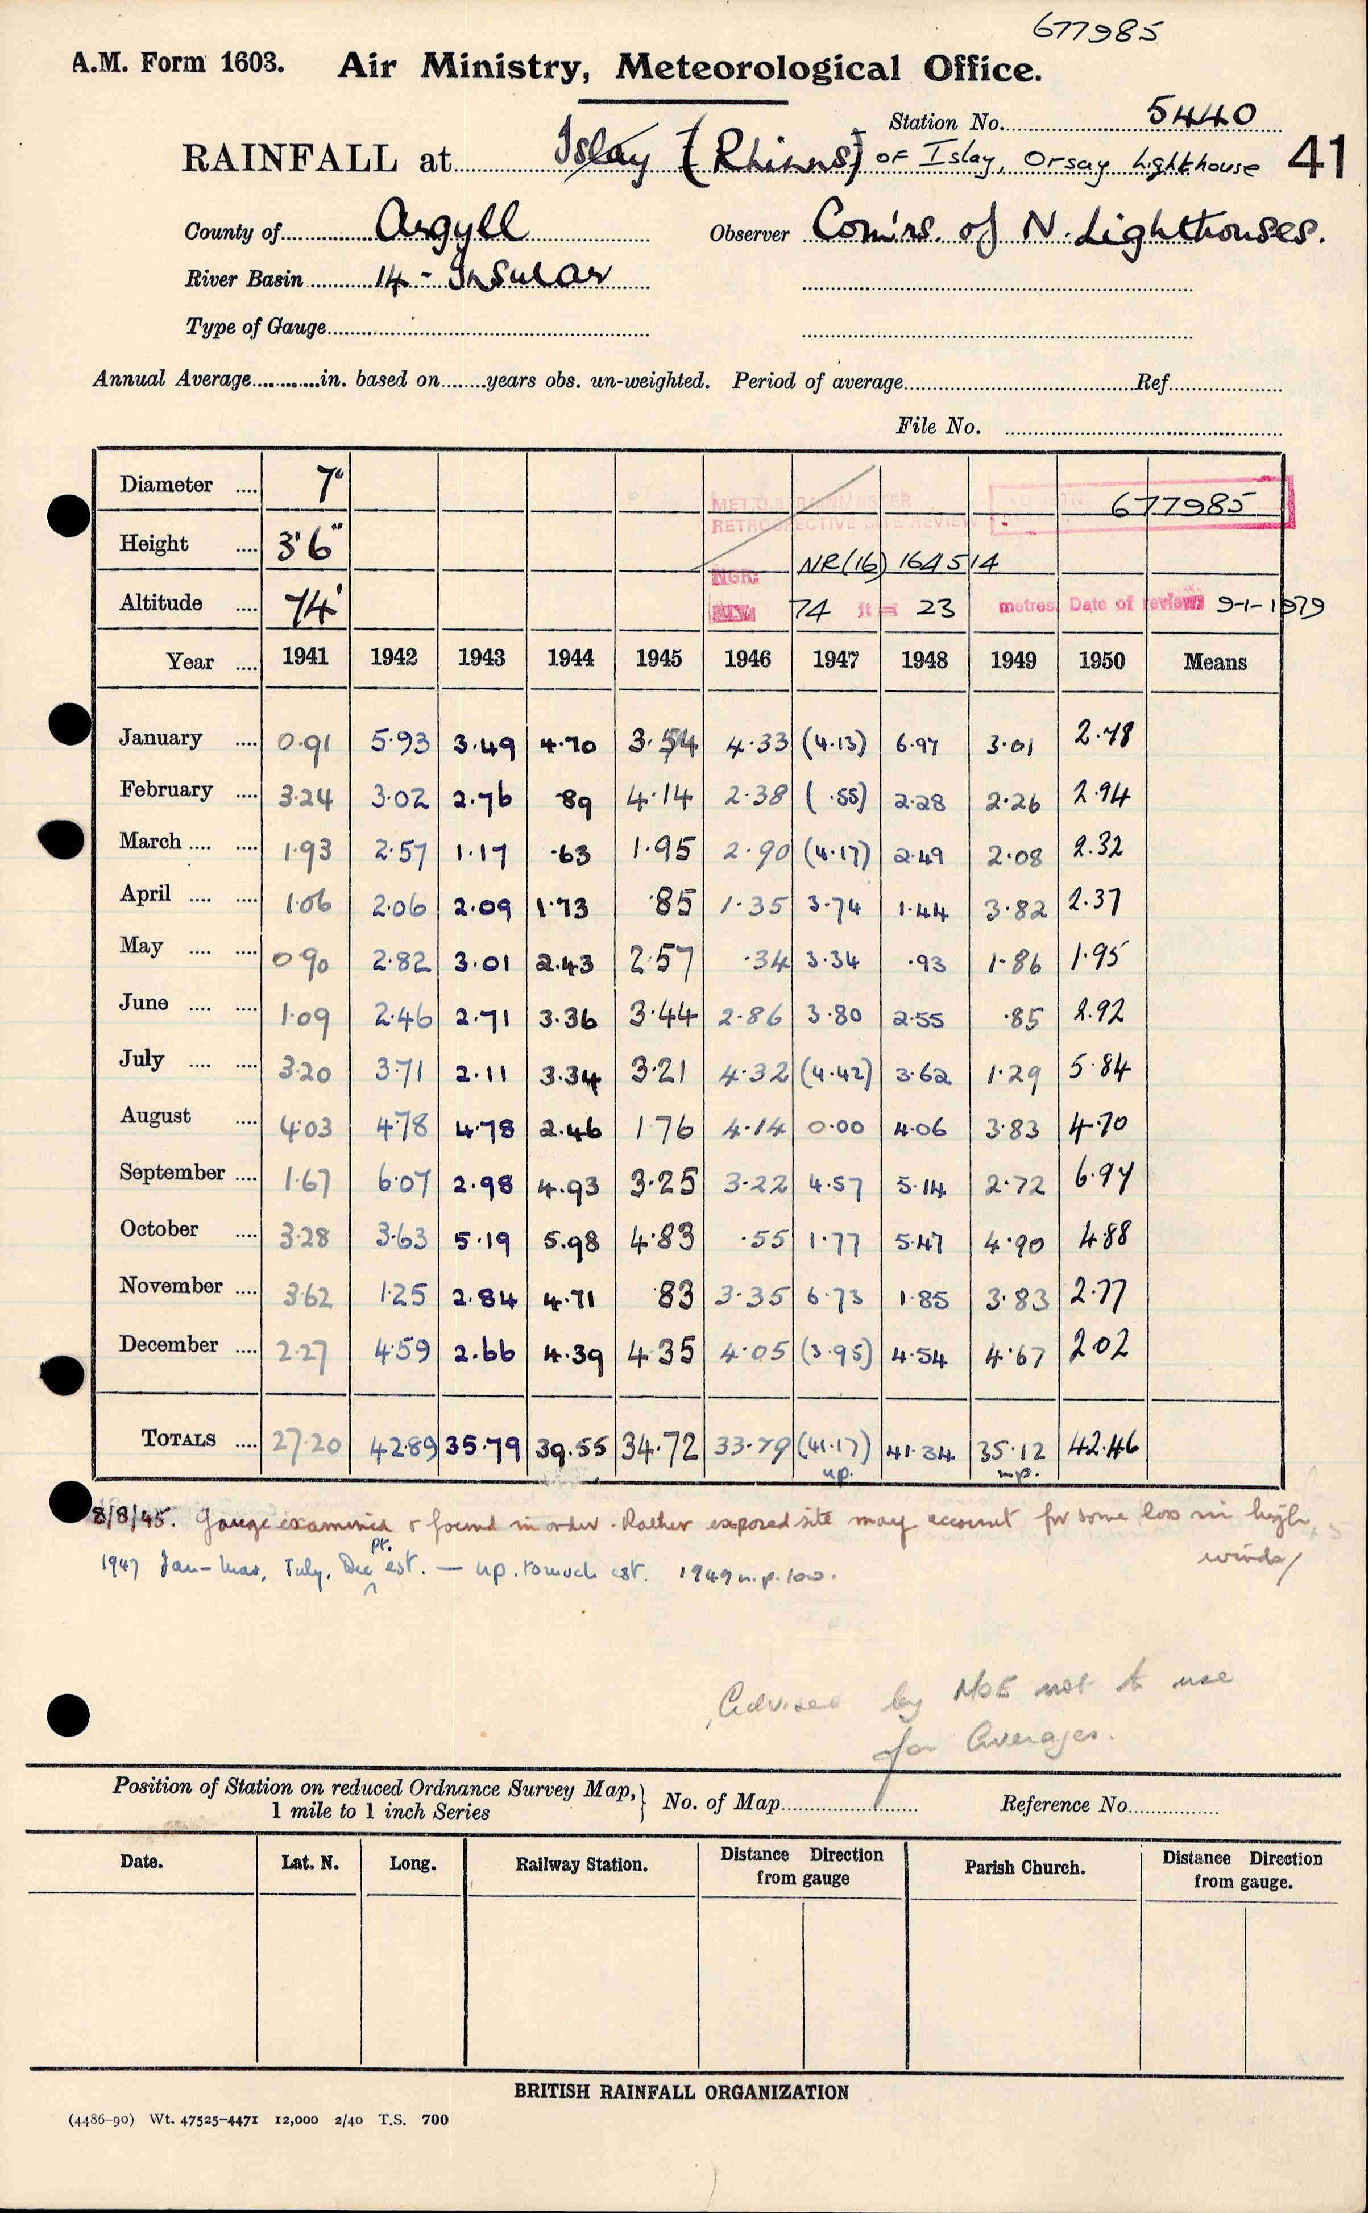 677985
A.M. Form 1603. Air Ministry, Meteorological Office.
Station No. 5440
RAINFALL at Islay [Rhinns] of Islay, Orsay Lighthouse 41
County of Argyll Observer Com'rs. of N. Lighthouses.
River Basin 14 - Insular
Type of Gauge
Annual Average in. based on years obs. un-weighted. Period of average Ref
File No.
Diameter .... 7"
MET.O.8 RAINMASTER
RETROSPECTIVE SITE REVIEW
677985
Height .... 3'6"
NGR: NR(16) 164514
Altitude .... 74' 74 ft = 23 metres Date of review: 9-1-1979
Year .... 1941 1942 1943 1944 1945 1946 1947 1948 1949 1950 Means
January .... 0.91 5.93 3.49 4.70 3.54 4.33 (4.13) 6.97 3.01 2.78
February .... 3.24 3.02 2.76 .89 4.14 2.38 ( .55) 2.28 2.26 2.94
March .... .... 1.93 2.57 1.17 .63 1.95 2.90 (4.17) 2.49 2.08 2.32
April .... .... 1.06 2.06 2.09 1.73 .85 1.35 3.74 1.44 3.82 2.37
May .... .... 0.90 2.82 3.01 2.43 2.57 .34 3.34 .93 1.86 1.95
June .... .... 1.09 2.46 2.71 3.36 3.44 2.86 3.80 2.55 .85 2.92
July .... .... 3.20 3.71 2.11 3.34 3.21 4.32 (4.42) 3.62 1.29 5.84
August .... 4.03 4.78 4.78 2.46 1.76 4.14 0.00 4.06 3.83 4.70
September .... 1.67 6.07 2.98 4.93 3.25 3.22 4.57 5.14 2.72 6.97
October .... 3.28 3.63 5.19 5.98 4.83 .55 1.77 5.47 4.90 4.88
November .... 3.62 1.25 2.84 4.71 .83 3.35 6.73 1.85 3.83 2.77
December .... 2.27 4.59 2.66 4.39 4.35 4.05 (3.95) 4.54 4.67 2.02
TOTALS .... 27.20 42.89 35.79 39.55 34.72 33.79 (41.17) 41.34 35.12 42.46
up. n.p.
8/8/45. Gauge examined & found in order. Rather exposed site may account for some loss in high
winds/
1947 Jan-Mar, July, Dec pt. est. — up. too much est. 1949 n.p. too.
Advised by MOE not to use
for Averages.
Position of Station on reduced Ordnance Survey Map,
1 mile to 1 inch Series } No. of Map Reference No.
Date. Lat. N. Long. Railway Station. Distance Direction from gauge Parish Church. Distance Direction from gauge.
BRITISH RAINFALL ORGANIZATION
(4486-90) Wt. 47525-4471 12,000 2/40 T.S. 700